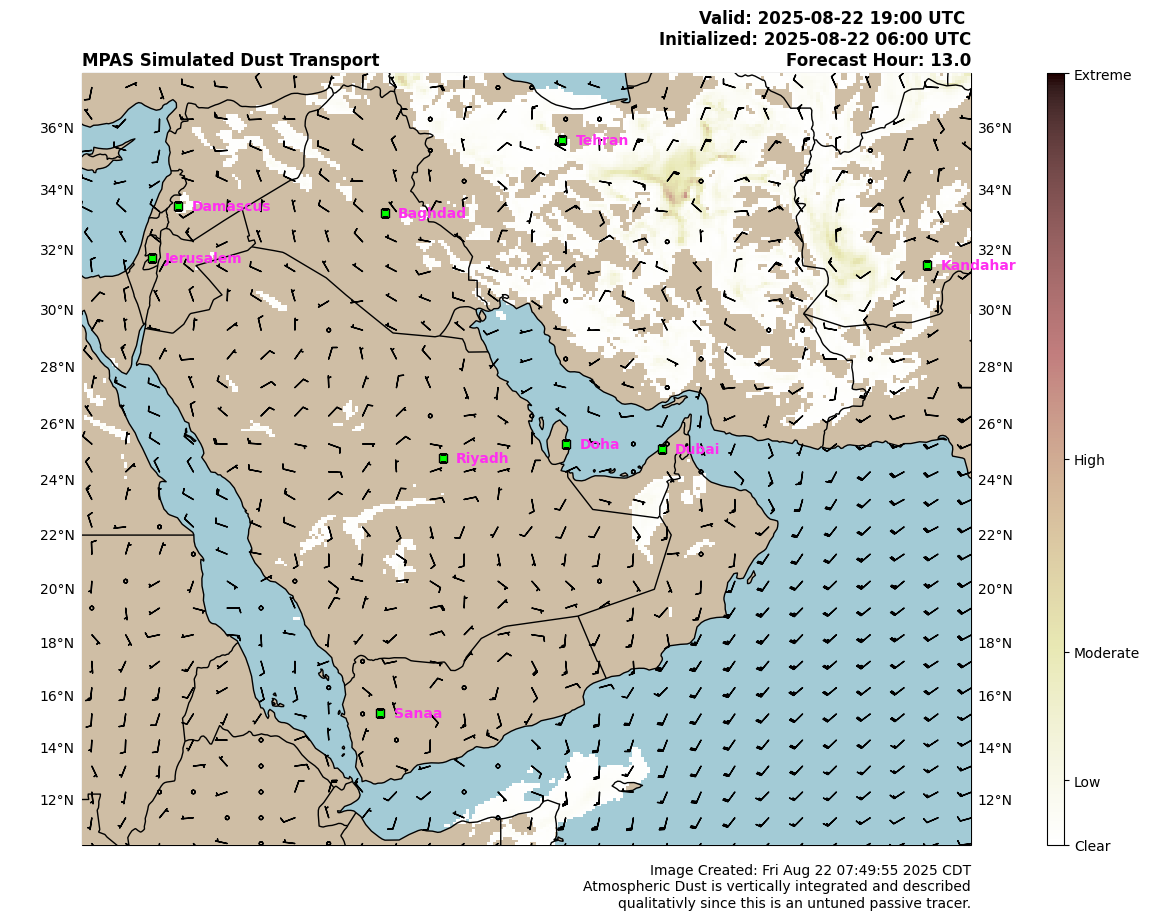 Valid: 2025-08-22 19:00 UTC
Initialized: 2025-08-22 06:00 UTC
MPAS Simulated Dust Transport
Forecast Hour: 13.0
Extreme
36°N
36°N
Tehran
34°N
34°N
Damascus
Baghdad
32°N
32°N
Jerusalem
Kandahar
30°N
30°N
28°N
28°N
26°N
26°N
Doha
Dubai
Riyadh
High
24°N
24°N
22°N
22°N
20°N
20°N
18°N
18°N
Moderate
16°N
16°N
Sanaa
14°N
14°N
Low
12°N
12°N
Clear
Image Created: Fri Aug 22 07:49:55 2025 CDT
Atmospheric Dust is vertically integrated and described
qualitativly since this is an untuned passive tracer.